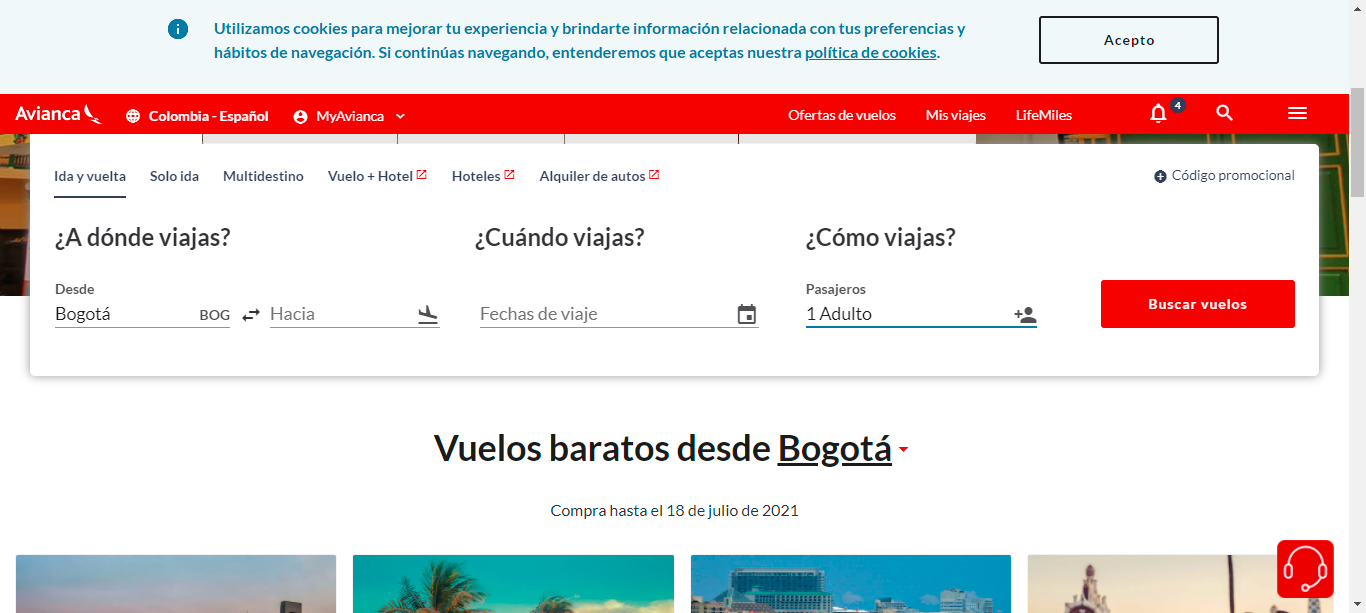 Utilizamos cookies para mejorar tu experiencia y brindarte información relacionada con tus preferencias y
hábitos de navegación. Si continúas navegando, entenderemos que aceptas nuestra política de cookies.
Acepto
Avianca
Colombia - Español
MyAvianca
Ofertas de vuelos
Mis viajes
LifeMiles
4
Ida y vuelta
Solo ida
Multidestino
Vuelo + Hotel
Hoteles
Alquiler de autos
Código promocional
¿A dónde viajas?
¿Cuándo viajas?
¿Cómo viajas?
Desde
Pasajeros
Bogotá
BOG
Hacia
Fechas de viaje
1 Adulto
Buscar vuelos
Vuelos baratos desde Bogotá
Compra hasta el 18 de julio de 2021